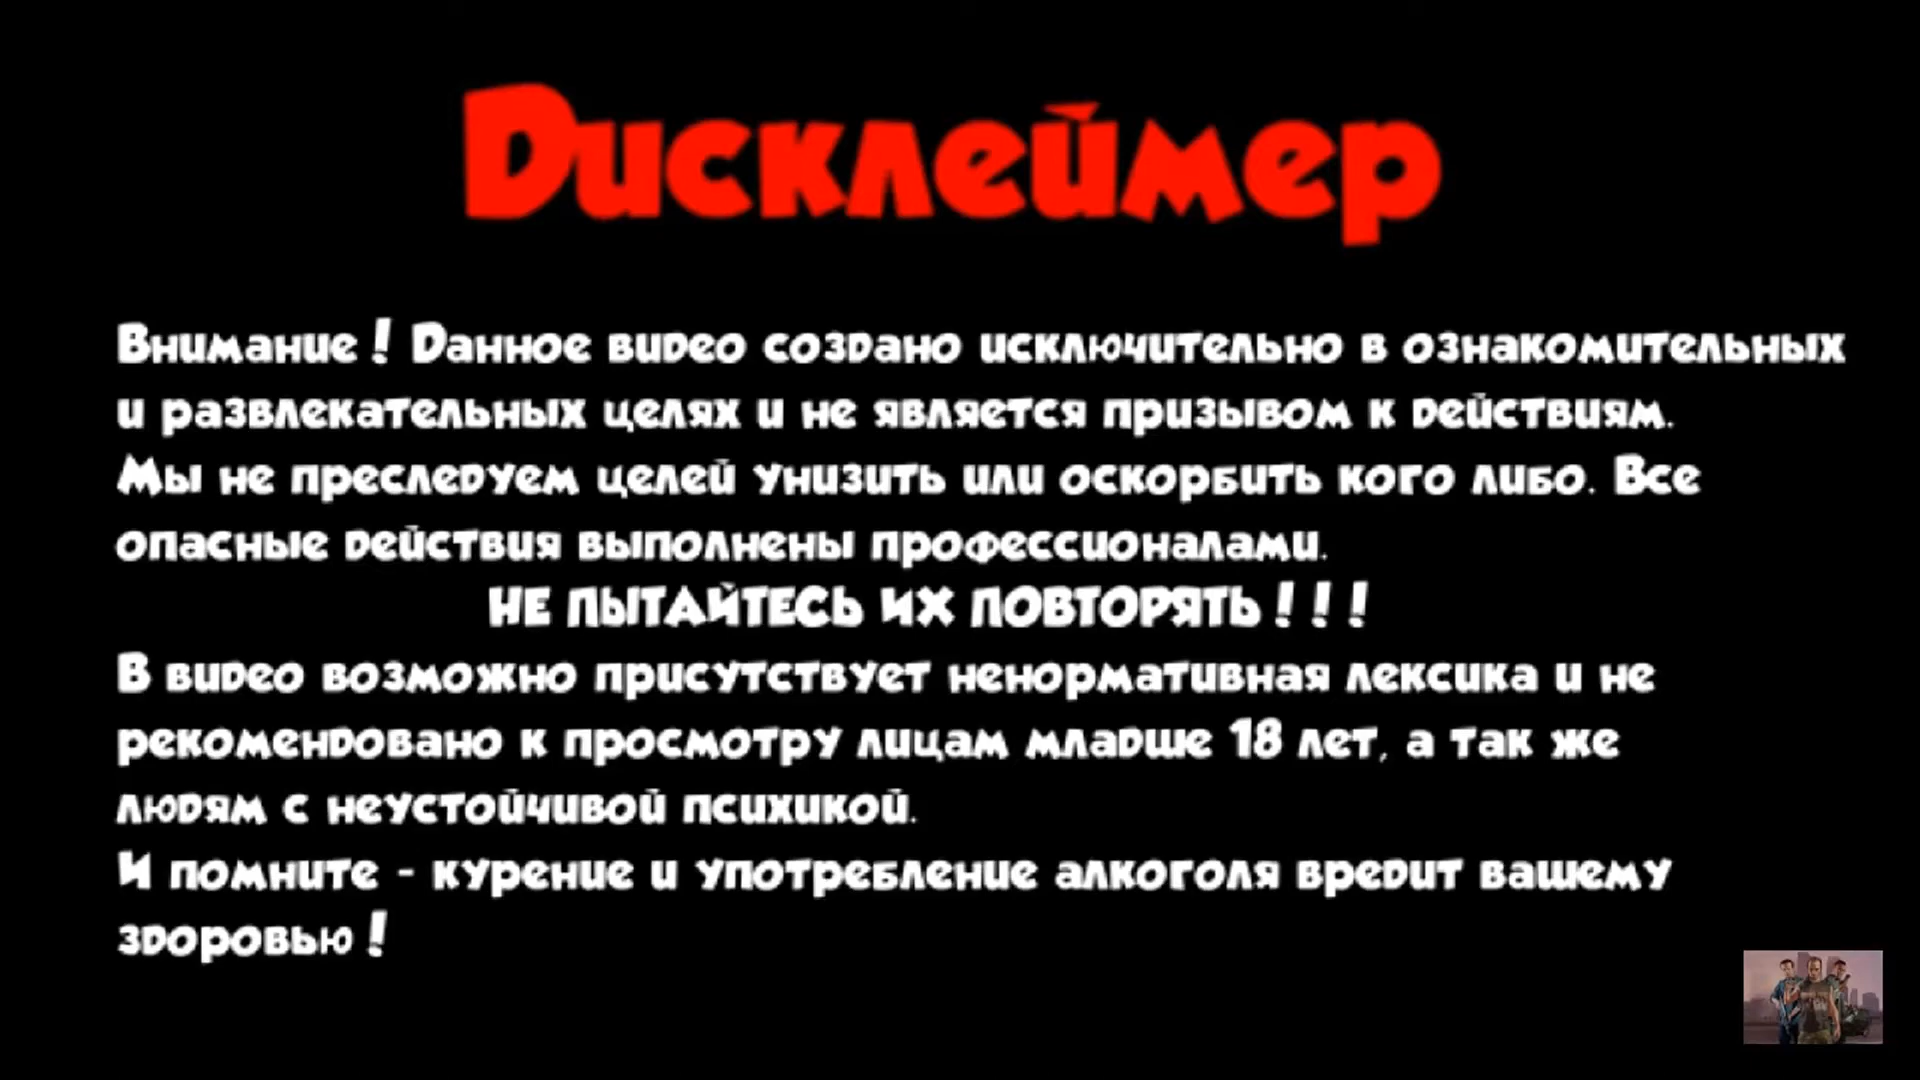 Дисклеймер
Внимание! Данное видео создано исключительно в ознакомительных
и развлекательных целях и не является призывом к действиям.
Мы не преследуем целей унизить или оскорбить кого либо. Все
опасные действия выполнены профессионалами.
НЕ ПЫТАЙТЕСЬ ИХ ПОВТОРЯТЬ!!!
В видео возможно присутствует ненормативная лексика и не
рекомендовано к просмотру лицам младше 18 лет, а так же
людям с неустойчивой психикой.
И помните - курение и употребление алкоголя вредит вашему
здоровью!